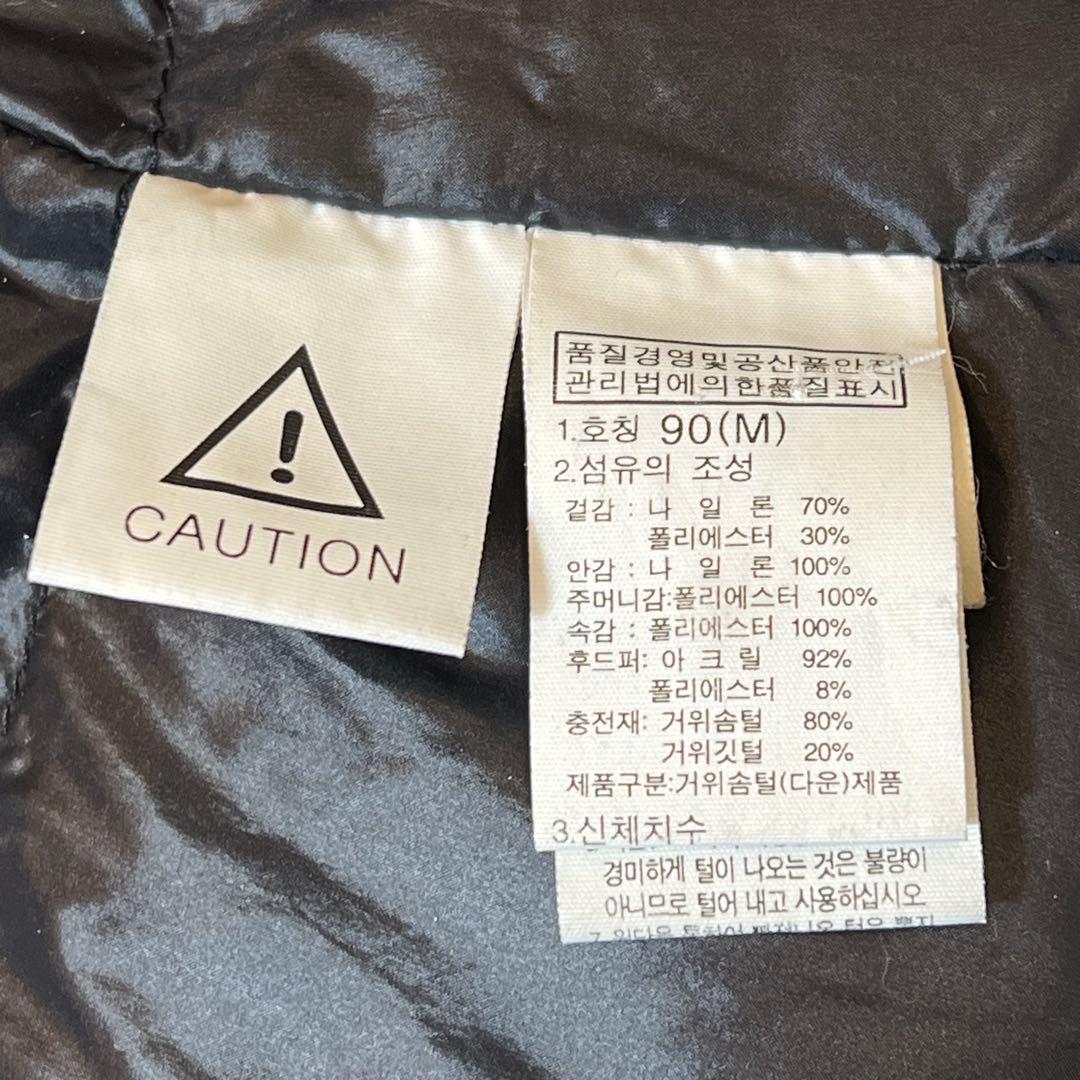 CAUTION
품질경영및공산품안전
관리법에의한품질표시
1.호칭 90(M)
2.섬유의 조성
겉감 : 나 일 론 70%
폴리에스터 30%
안감 : 나 일 론 100%
주머니감:폴리에스터 100%
속감 : 폴리에스터 100%
후드퍼: 아 크 릴 92%
폴리에스터 8%
충전재: 거위솜털 80%
거위깃털 20%
제품구분:거위솜털(다운)제품
3.신체치수
경미하게 털이 나오는 것은 불량이
아니므로 털어 내고 사용하십시오